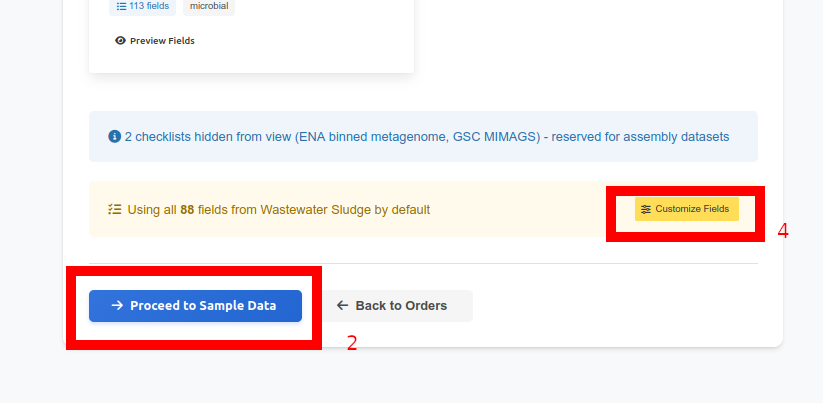 113 fields microbial
Preview Fields
2 checklists hidden from view (ENA binned metagenome, GSC MIMAGS) - reserved for assembly datasets
Using all 88 fields from Wastewater Sludge by default Customize Fields
4
Proceed to Sample Data Back to Orders
2